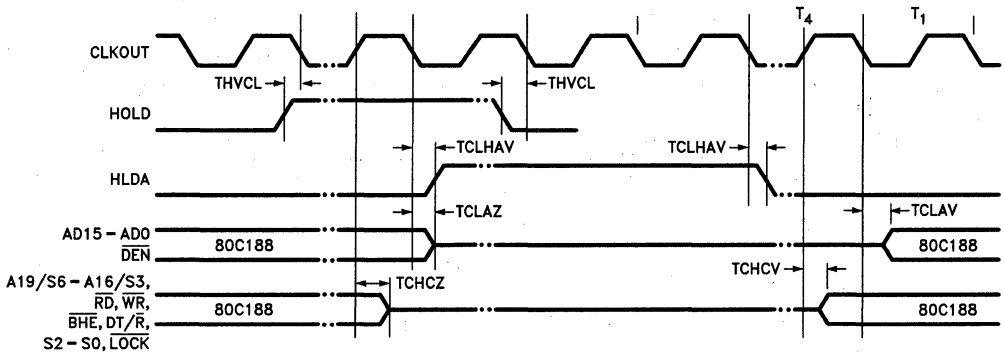 T4 T1
CLKOUT
THVCL THVCL
HOLD
TCLHAV TCLHAV
HLDA
TCLAZ TCLAV
AD15 – AD0
DEN
80C188 80C188
TCHCZ TCHCV
A19/S6 – A16/S3,
RD, WR,
BHE, DT/R,
S2 – S0, LOCK
80C188 80C188